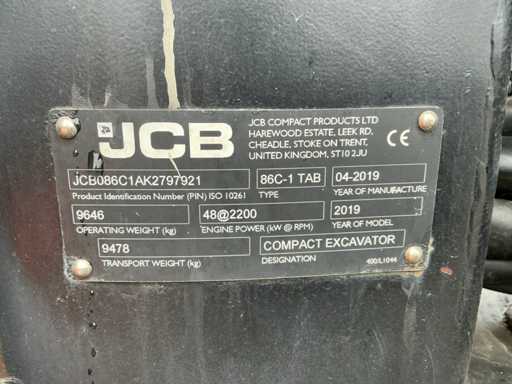 JCB
JCB COMPACT PRODUCTS LTD
HAREWOOD ESTATE, LEEK RD,
CHEADLE, STOKE ON TRENT,
UNITED KINGDOM, ST10 2JU
CE
JCB086C1AK2797921
Product Identification Number (PIN) ISO 10261
86C-1 TAB
TYPE
04-2019
YEAR OF MANUFACTURE
9646
OPERATING WEIGHT (kg)
48@2200
ENGINE POWER (kW @ RPM)
2019
YEAR OF MODEL
9478
TRANSPORT WEIGHT (kg)
COMPACT EXCAVATOR
DESIGNATION
400/L1044